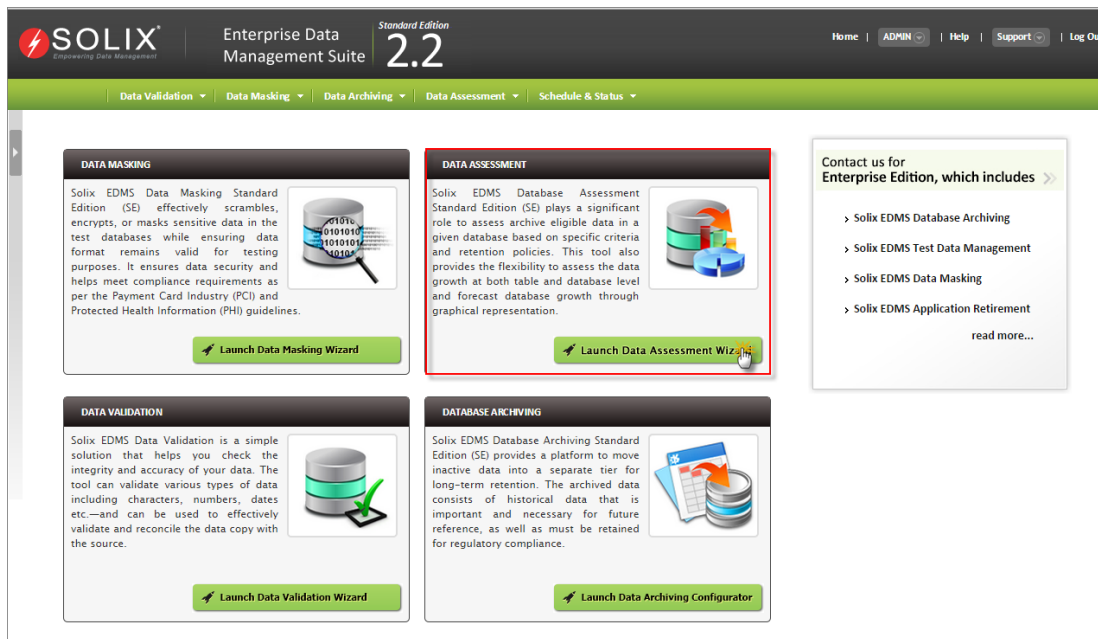 SOLIX
Empowering Data Management
Enterprise Data
Management Suite
Standard Edition
2.2
Home | ADMIN | Help | Support | Log Ou
Data Validation | Data Masking | Data Archiving | Data Assessment | Schedule & Status
DATA MASKING
Solix EDMS Data Masking Standard
Edition (SE) effectively scrambles,
encrypts, or masks sensitive data in the
test databases while ensuring data
format remains valid for testing
purposes. It ensures data security and
helps meet compliance requirements as
per the Payment Card Industry (PCI) and
Protected Health Information (PHI) guidelines.
01010
0101010
1010101
10101
Launch Data Masking Wizard
DATA ASSESSMENT
Solix EDMS Database Assessment
Standard Edition (SE) plays a significant
role to assess archive eligible data in a
given database based on specific criteria
and retention policies. This tool also
provides the flexibility to assess the data
growth at both table and database level
and forecast database growth through
graphical representation.
Launch Data Assessment Wiz
Contact us for
Enterprise Edition, which includes
Solix EDMS Database Archiving
Solix EDMS Test Data Management
Solix EDMS Data Masking
Solix EDMS Application Retirement
read more...
DATA VALIDATION
Solix EDMS Data Validation is a simple
solution that helps you check the
integrity and accuracy of your data. The
tool can validate various types of data
including characters, numbers, dates
etc.—and can be used to effectively
validate and reconcile the data copy with
the source.
Launch Data Validation Wizard
DATABASE ARCHIVING
Solix EDMS Database Archiving Standard
Edition (SE) provides a platform to move
inactive data into a separate tier for
long-term retention. The archived data
consists of historical data that is
important and necessary for future
reference, as well as must be retained
for regulatory compliance.
Launch Data Archiving Configurator